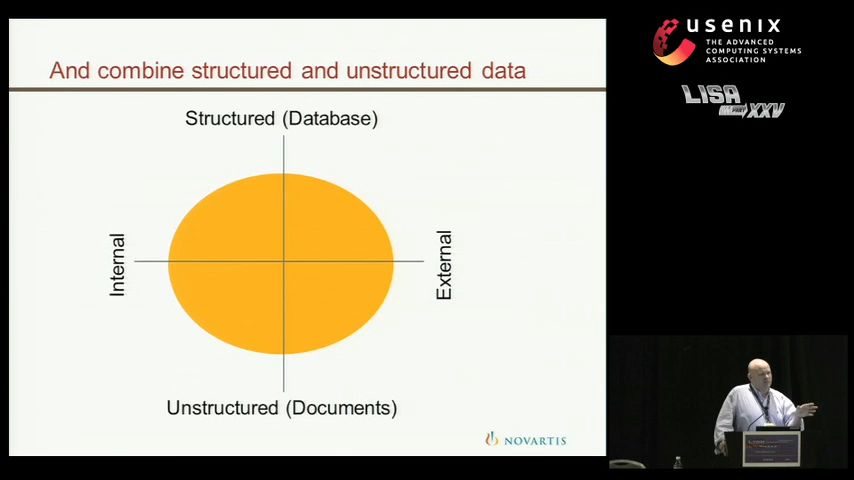 And combine structured and unstructured data
Structured (Database)
Internal
External
Unstructured (Documents)
NOVARTIS
usenix
THE ADVANCED
COMPUTING SYSTEMS
ASSOCIATION
LISA
XXV